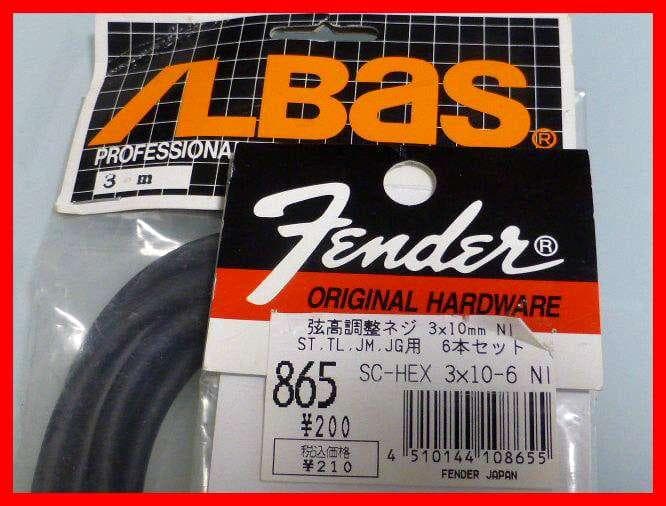 ALBas®
PROFESSIONA
3 m
Fender®
ORIGINAL HARDWARE
弦高調整ネジ 3x10mm NI
ST.TL.JM.JG用 6本セット
865 SC-HEX 3x10-6 NI
¥200
税込価格
¥210
4 510144 108655
FENDER JAPAN